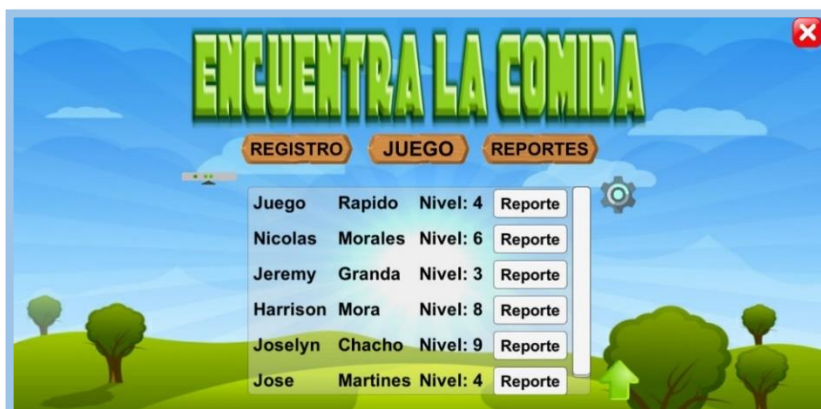 ENCUENTRA LA COMIDA
REGISTRO JUEGO REPORTES
Juego Rapido Nivel: 4 Reporte
Nicolas Morales Nivel: 6 Reporte
Jeremy Granda Nivel: 3 Reporte
Harrison Mora Nivel: 8 Reporte
Joselyn Chacho Nivel: 9 Reporte
Jose Martines Nivel: 4 Reporte